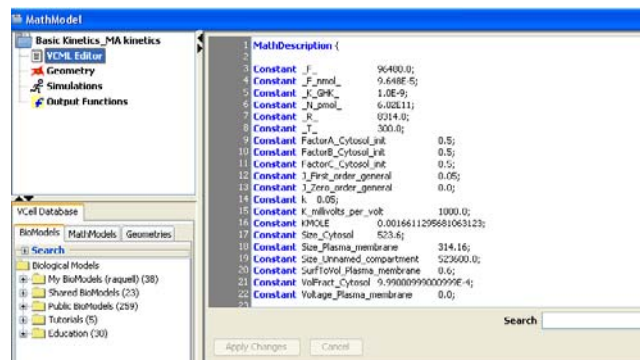 MathModel
Basic Kinetics_MA kinetics
VCML Editor
Geometry
Simulations
Output Functions
VCell Database
BioModels MathModels Geometries
Search
Biological Models
My BioModels (raquell) (38)
Shared BioModels (23)
Public BioModels (259)
Tutorials (5)
Education (30)
1 MathDescription {
2
3 Constant _F_ 96480.0;
4 Constant _F_nmol_ 9.648E-5;
5 Constant _K_GHK_ 1.0E-9;
6 Constant _N_pmol_ 6.02E11;
7 Constant _R_ 8314.0;
8 Constant _T_ 300.0;
9 Constant FactorA_Cytosol_init 0.5;
10 Constant FactorB_Cytosol_init 0.5;
11 Constant FactorC_Cytosol_init 0.5;
12 Constant J_First_order_general 0.05;
13 Constant J_Zero_order_general 0.0;
14 Constant k 0.05;
15 Constant K_millivolts_per_volt 1000.0;
16 Constant KMOLE 0.001661129568106312​3;
17 Constant Size_Cytosol 523.6;
18 Constant Size_Plasma_membrane 314.16;
19 Constant Size_Unnamed_compartment 523600.0;
20 Constant SurfToVol_Plasma_membrane 0.6;
21 Constant VolFract_Cytosol 9.99000999000999E-4;
22 Constant Voltage_Plasma_membrane 0.0;
23
Search
Apply Changes Cancel